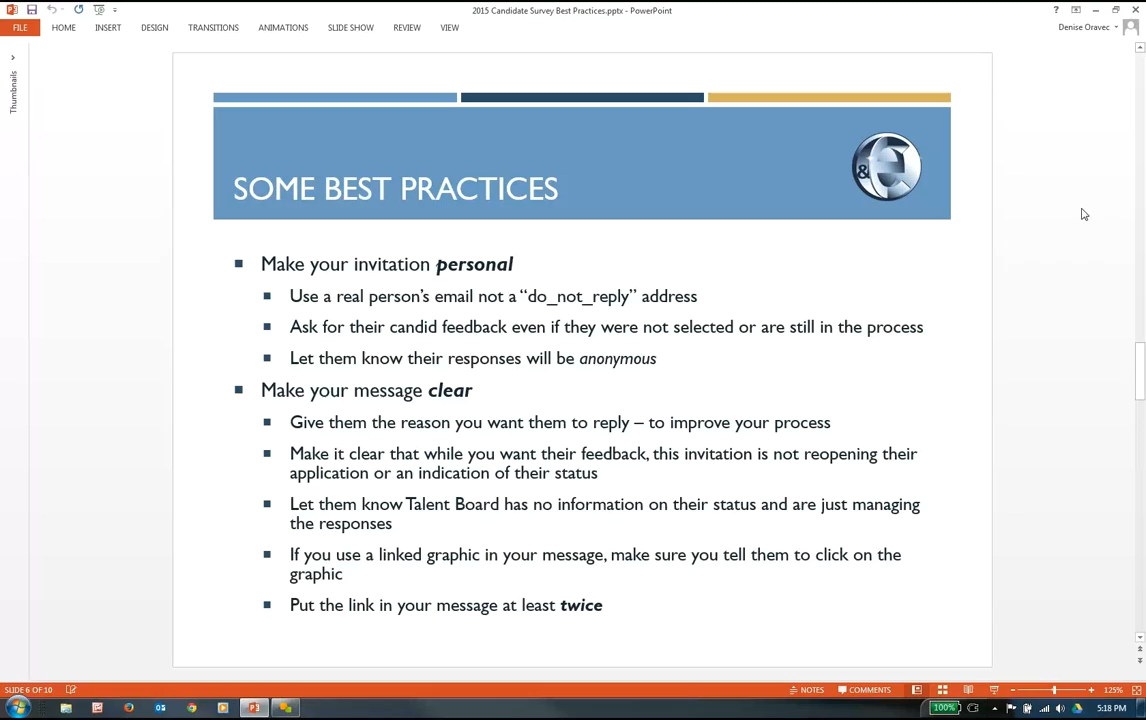 2015 Candidate Survey Best Practices.pptx - PowerPoint
FILE HOME INSERT DESIGN TRANSITIONS ANIMATIONS SLIDE SHOW REVIEW VIEW Denise Oravec
Thumbnails
&C
SOME BEST PRACTICES
Make your invitation personal
Use a real person's email not a “do_not_reply” address
Ask for their candid feedback even if they were not selected or are still in the process
Let them know their responses will be anonymous
Make your message clear
Give them the reason you want them to reply – to improve your process
Make it clear that while you want their feedback, this invitation is not reopening their
application or an indication of their status
Let them know Talent Board has no information on their status and are just managing
the responses
If you use a linked graphic in your message, make sure you tell them to click on the
graphic
Put the link in your message at least twice
SLIDE 6 OF 10 NOTES COMMENTS 125%
100% 5:18 PM